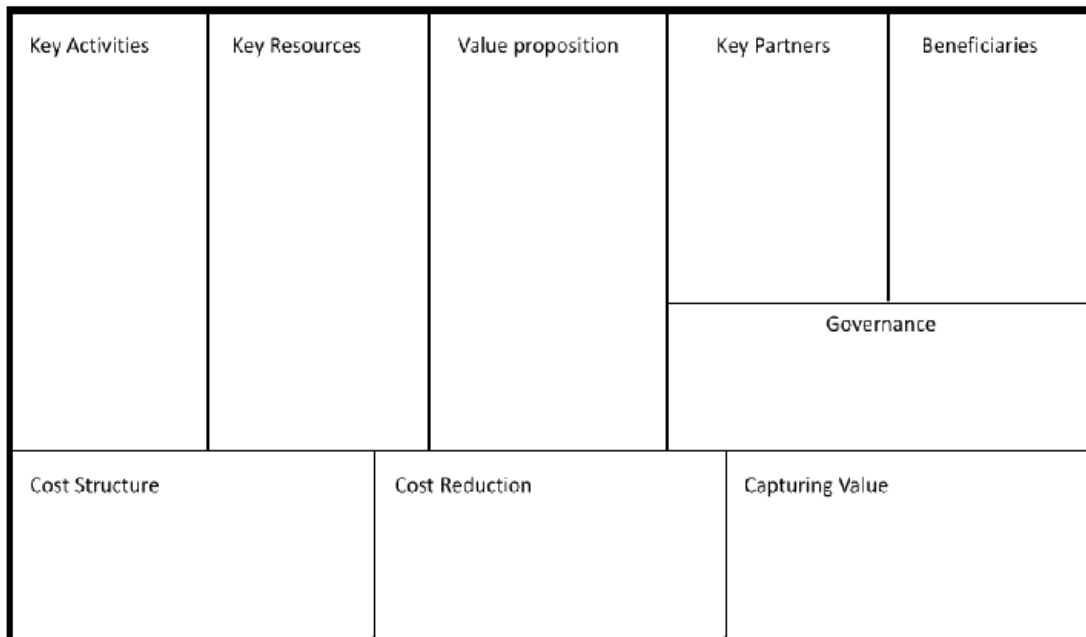 Key Activities
Key Resources
Value proposition
Key Partners
Beneficiaries
Governance
Cost Structure
Cost Reduction
Capturing Value